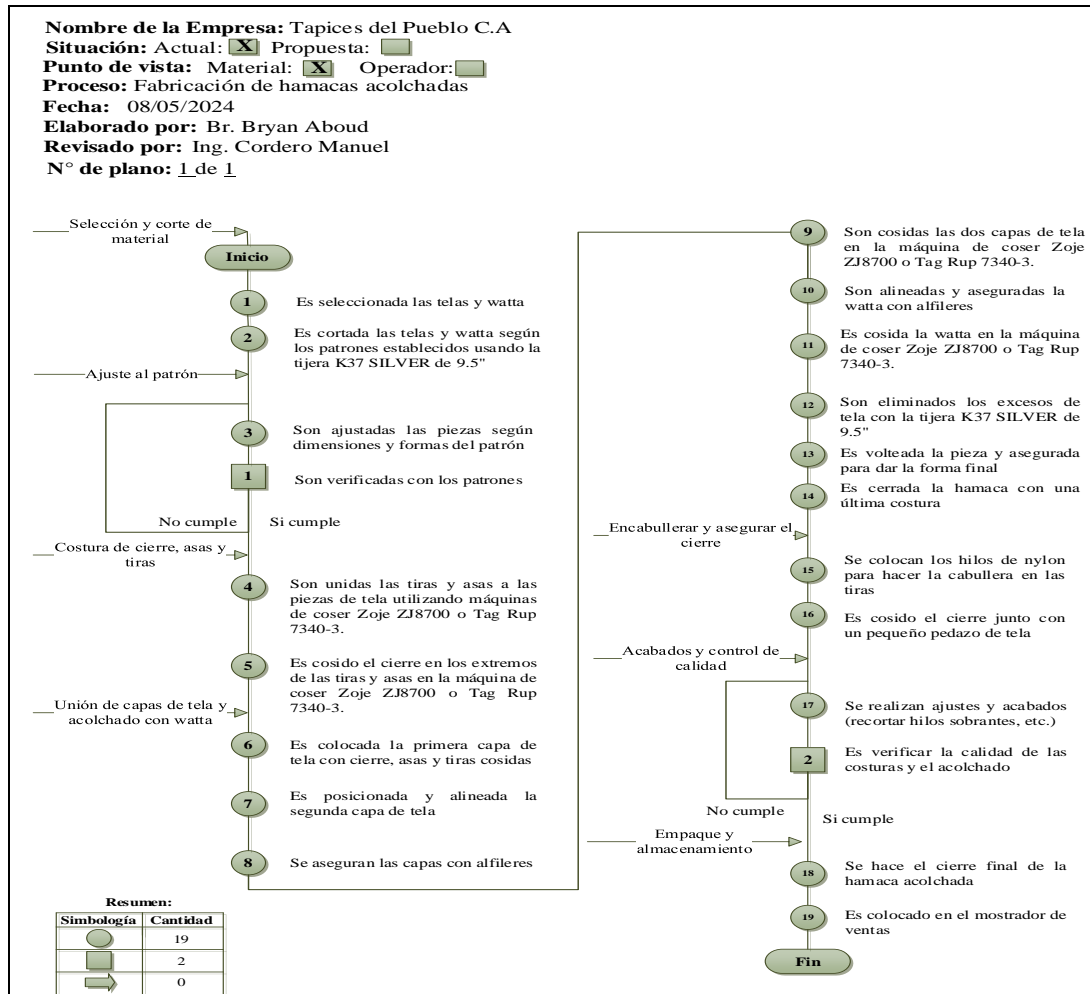 Nombre de la Empresa: Tapices del Pueblo C.A
Situación: Actual: X Propuesta:
Punto de vista: Material: X Operador:
Proceso: Fabricación de hamacas acolchadas
Fecha: 08/05/2024
Elaborado por: Br. Bryan Aboud
Revisado por: Ing. Cordero Manuel
N° de plano: 1 de 1
Selección y corte de
material
Inicio
1
Es seleccionada las telas y watta
2
Es cortada las telas y watta según
los patrones establecidos usando la
tijera K37 SILVER de 9.5"
Ajuste al patrón
3
Son ajustadas las piezas según
dimensiones y formas del patrón
1
Son verificadas con los patrones
No cumple
Si cumple
Costura de cierre, asas y
tiras
4
Son unidas las tiras y asas a las
piezas de tela utilizando máquinas
de coser Zoje ZJ8700 o Tag Rup
7340-3.
5
Es cosido el cierre en los extremos
de las tiras y asas en la máquina de
coser Zoje ZJ8700 o Tag Rup
7340-3.
Unión de capas de tela y
acolchado con watta
6
Es colocada la primera capa de
tela con cierre, asas y tiras cosidas
7
Es posicionada y alineada la
segunda capa de tela
8
Se aseguran las capas con alfileres
9
Son cosidas las dos capas de tela
en la máquina de coser Zoje
ZJ8700 o Tag Rup 7340-3.
10
Son alineadas y aseguradas la
watta con alfileres
11
Es cosida la watta en la máquina
de coser Zoje ZJ8700 o Tag Rup
7340-3.
12
Son eliminados los excesos de
tela con la tijera K37 SILVER de
9.5"
13
Es volteada la pieza y asegurada
para dar la forma final
14
Es cerrada la hamaca con una
última costura
Encabullerar y asegurar el
cierre
15
Se colocan los hilos de nylon
para hacer la cabullera en las
tiras
16
Es cosido el cierre junto con
un pequeño pedazo de tela
Acabados y control de
calidad
17
Se realizan ajustes y acabados
(recortar hilos sobrantes, etc.)
2
Es verificar la calidad de las
costuras y el acolchado
No cumple
Si cumple
Empaque y
almacenamiento
18
Se hace el cierre final de la
hamaca acolchada
19
Es colocado en el mostrador de
ventas
Fin
Resumen:
Simbología Cantidad
19
2
0